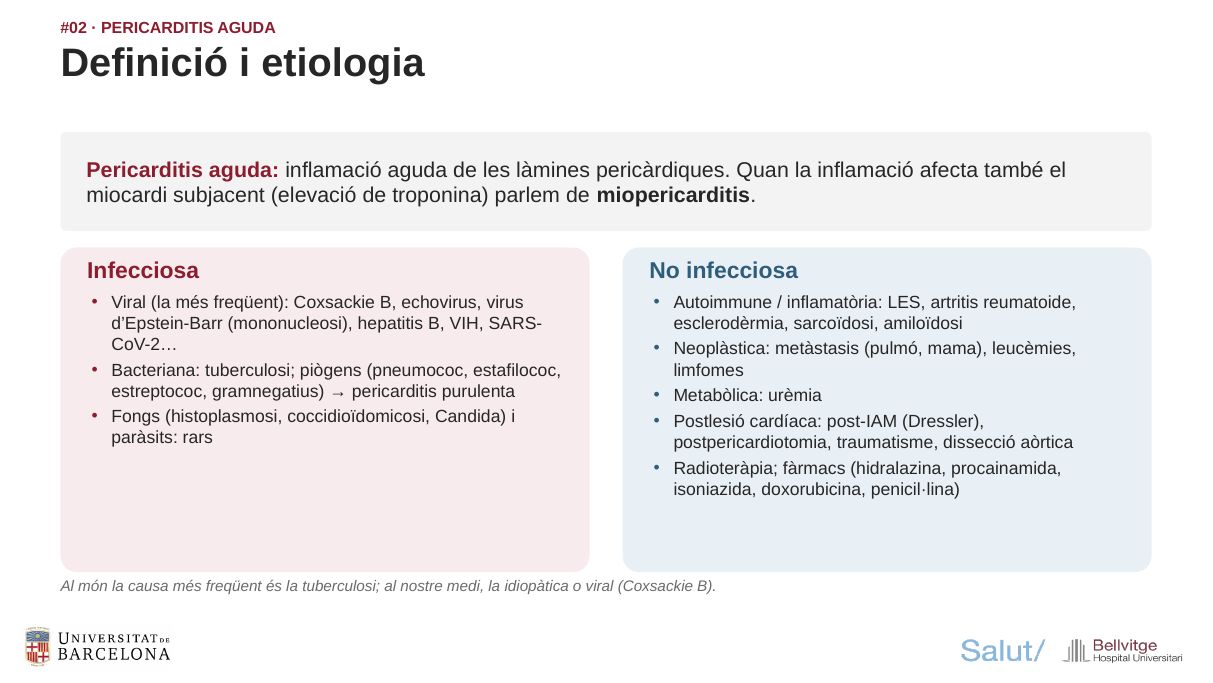 #02 · PERICARDITIS AGUDA
Definició i etiologia
Pericarditis aguda: inflamació aguda de les làmines pericàrdiques. Quan la inflamació afecta també el
miocardi subjacent (elevació de troponina) parlem de miopericarditis.
Infecciosa
• Viral (la més freqüent): Coxsackie B, echovirus, virus
d’Epstein-Barr (mononucleosi), hepatitis B, VIH, SARS-
CoV-2…
• Bacteriana: tuberculosi; piògens (pneumococ, estafilococ,
estreptococ, gramnegatius) → pericarditis purulenta
• Fongs (histoplasmosi, coccidioïdomicosi, Candida) i
paràsits: rars
No infecciosa
• Autoimmune / inflamatòria: LES, artritis reumatoide,
esclerodèrmia, sarcoïdosi, amiloïdosi
• Neoplàstica: metàstasis (pulmó, mama), leucèmies,
limfomes
• Metabòlica: urèmia
• Postlesió cardíaca: post-IAM (Dressler),
postpericardiotomia, traumatisme, dissecció aòrtica
• Radioteràpia; fàrmacs (hidralazina, procainamida,
isoniazida, doxorubicina, penicil·lina)
Al món la causa més freqüent és la tuberculosi; al nostre medi, la idiopàtica o viral (Coxsackie B).
UNIVERSITAT DE
BARCELONA
Salut/
Bellvitge
Hospital Universitari